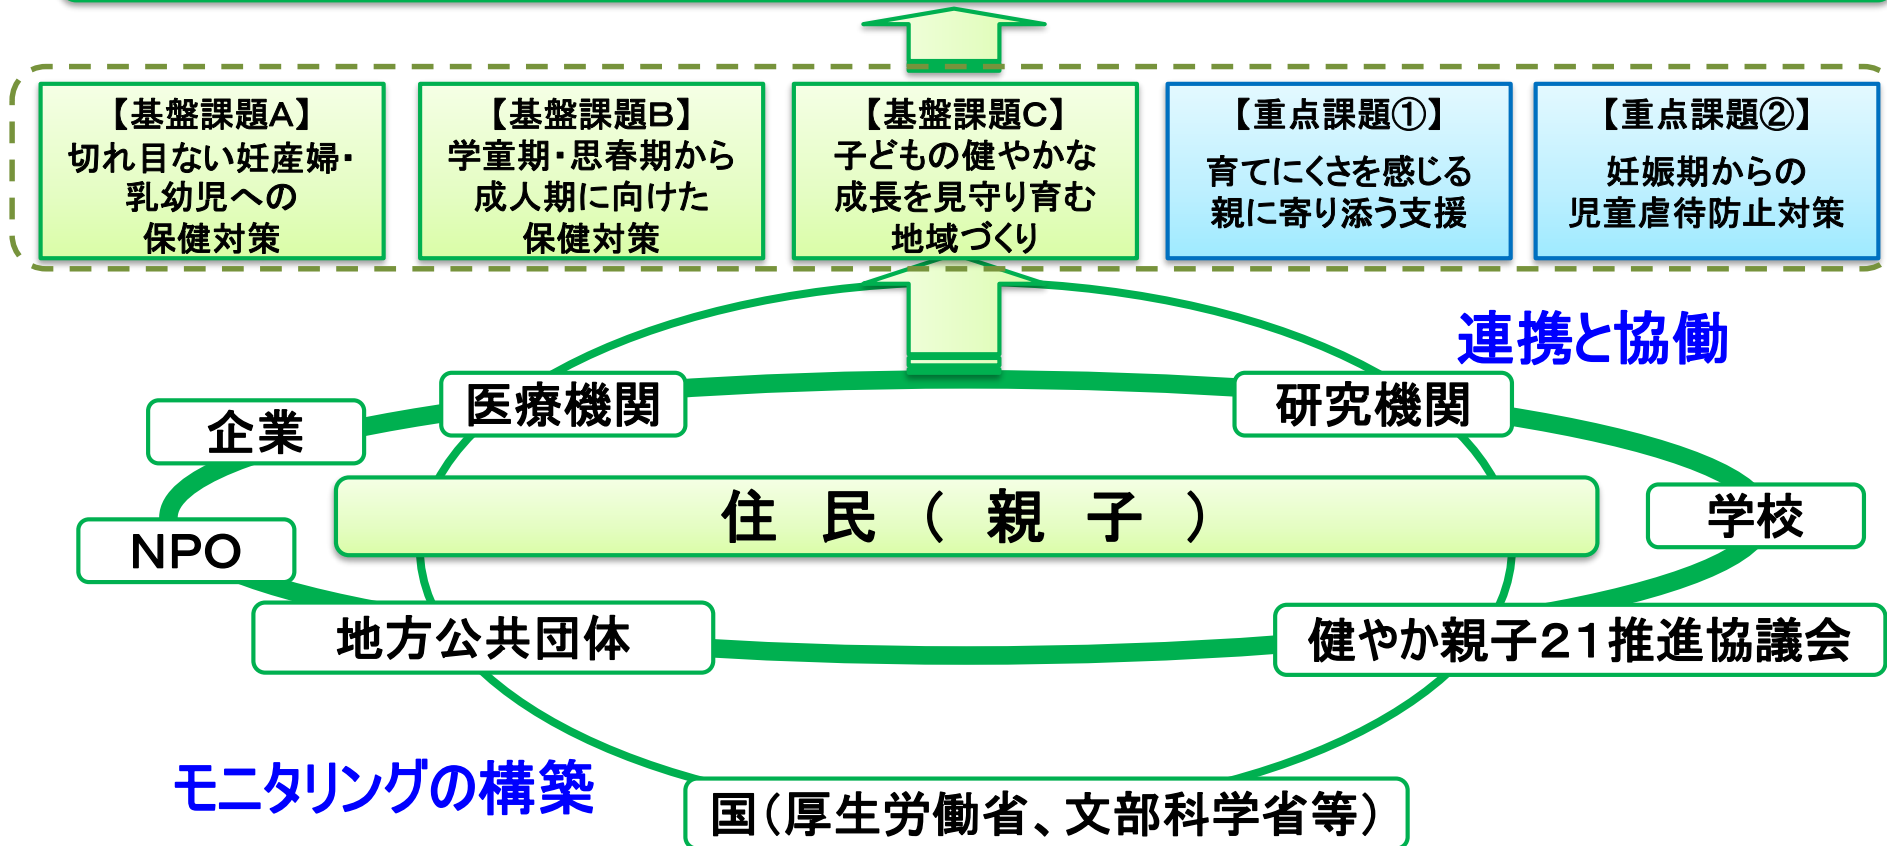 【基盤課題A】
切れ目ない妊産婦・
乳幼児への
保健対策
【基盤課題B】
学童期・思春期から
成人期に向けた
保健対策
【基盤課題C】
子どもの健やかな
成長を見守り育む
地域づくり
【重点課題①】
育てにくさを感じる
親に寄り添う支援
【重点課題②】
妊娠期からの
児童虐待防止対策
連携と協働
医療機関
研究機関
企業
住民(親子)
学校
NPO
地方公共団体
健やか親子21推進協議会
モニタリングの構築
国(厚生労働省、文部科学省等)